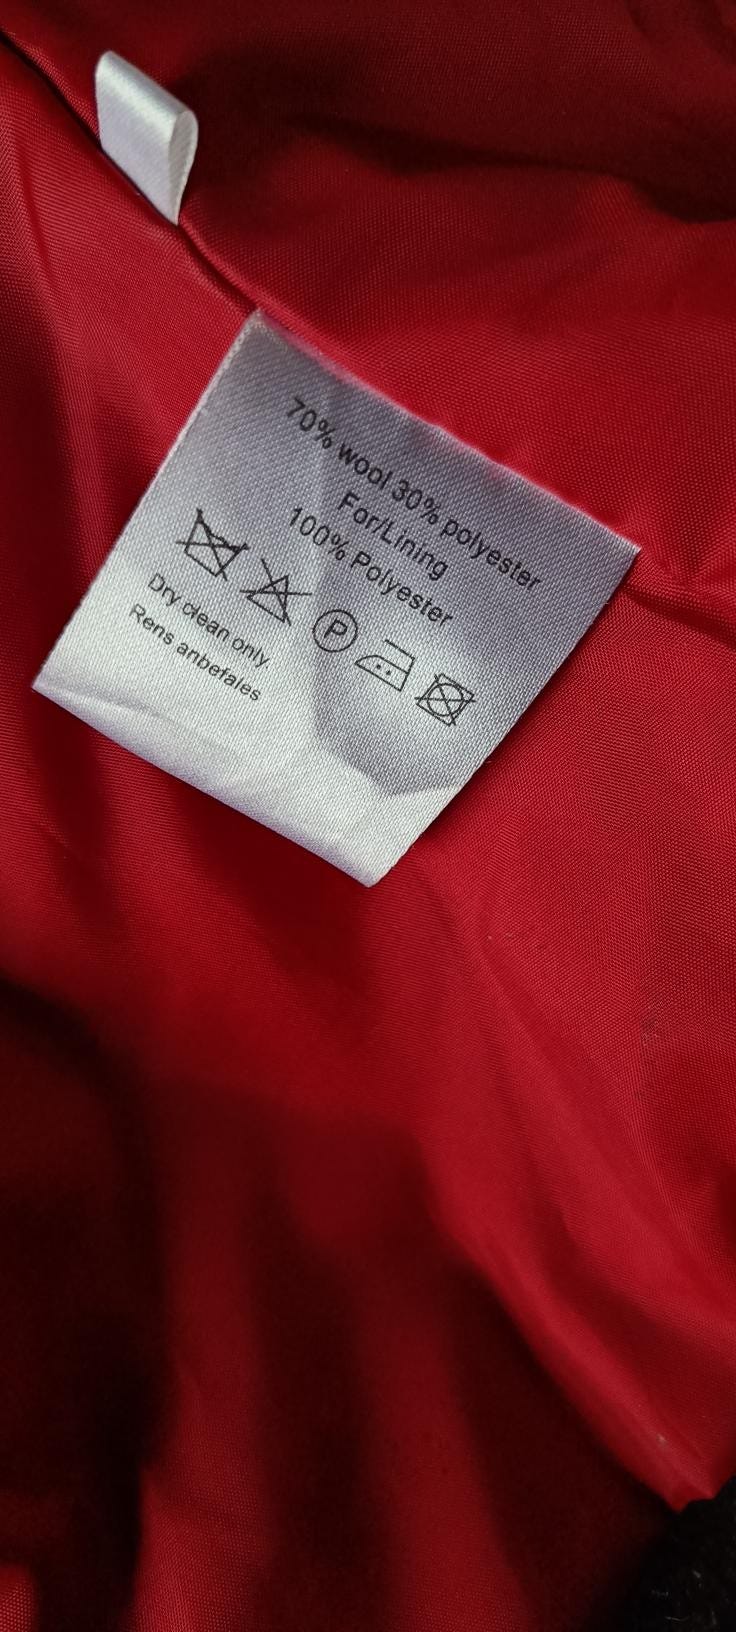 70% wool 30% polyester
For/Lining
100% Polyester
P
Dry clean only
Rens anbefales